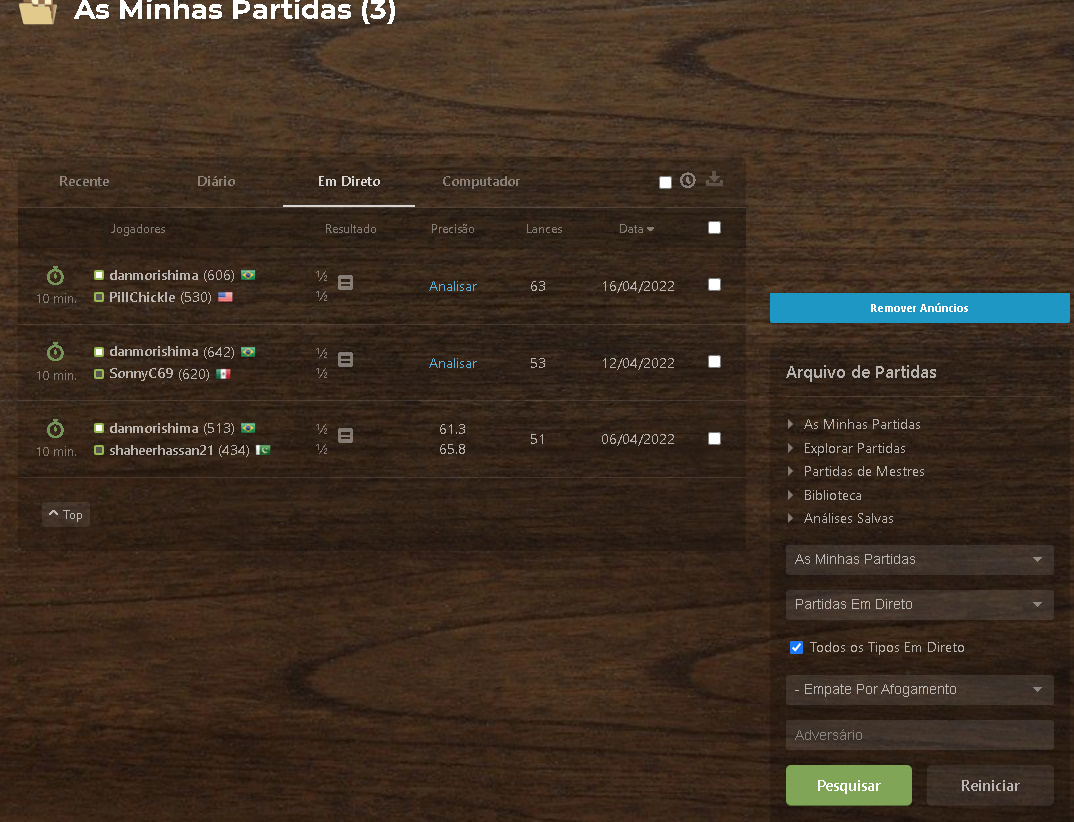 As Minhas Partidas (3)
Recente Diário Em Direto Computador
Jogadores Resultado Precisão Lances Data
10 min. danmorishima (606) ½ Analisar 63 16/04/2022
PillChickle (530) ½
10 min. danmorishima (642) ½ Analisar 53 12/04/2022
SonnyC69 (620) ½
10 min. danmorishima (513) ½ 61.3 51 06/04/2022
shaheerhassan21 (434) ½ 65.8
Top
Remover Anúncios
Arquivo de Partidas
As Minhas Partidas
Explorar Partidas
Partidas de Mestres
Biblioteca
Análises Salvas
As Minhas Partidas
Partidas Em Direto
Todos os Tipos Em Direto
- Empate Por Afogamento
Adversário
Pesquisar Reiniciar